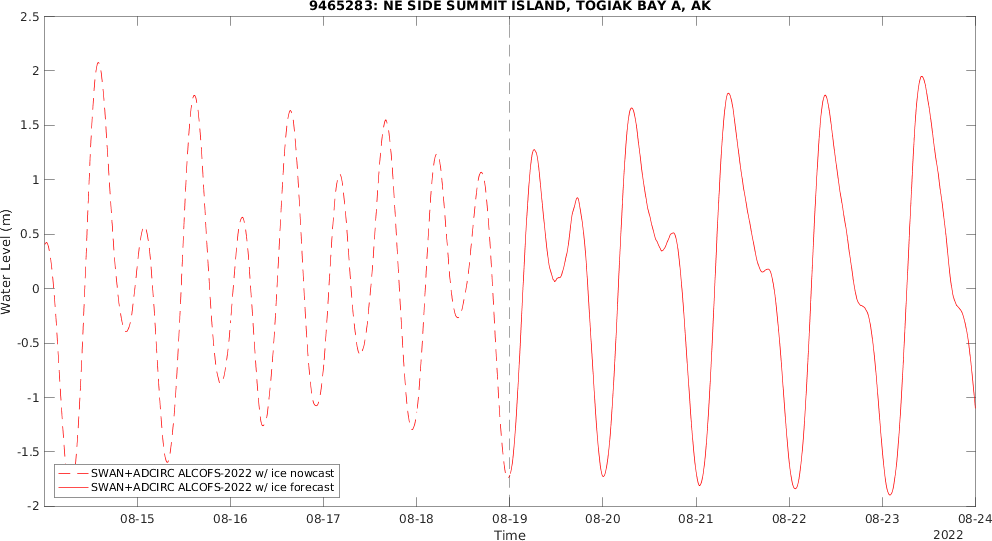 9465283: NE SIDE SUMMIT ISLAND, TOGIAK BAY A, AK
2.5
2
1.5
1
0.5
0
-0.5
-1
-1.5
-2
Water Level (m)
SWAN+ADCIRC ALCOFS-2022 w/ ice nowcast
SWAN+ADCIRC ALCOFS-2022 w/ ice forecast
08-15 08-16 08-17 08-18 08-19 08-20 08-21 08-22 08-23 08-24
Time
2022